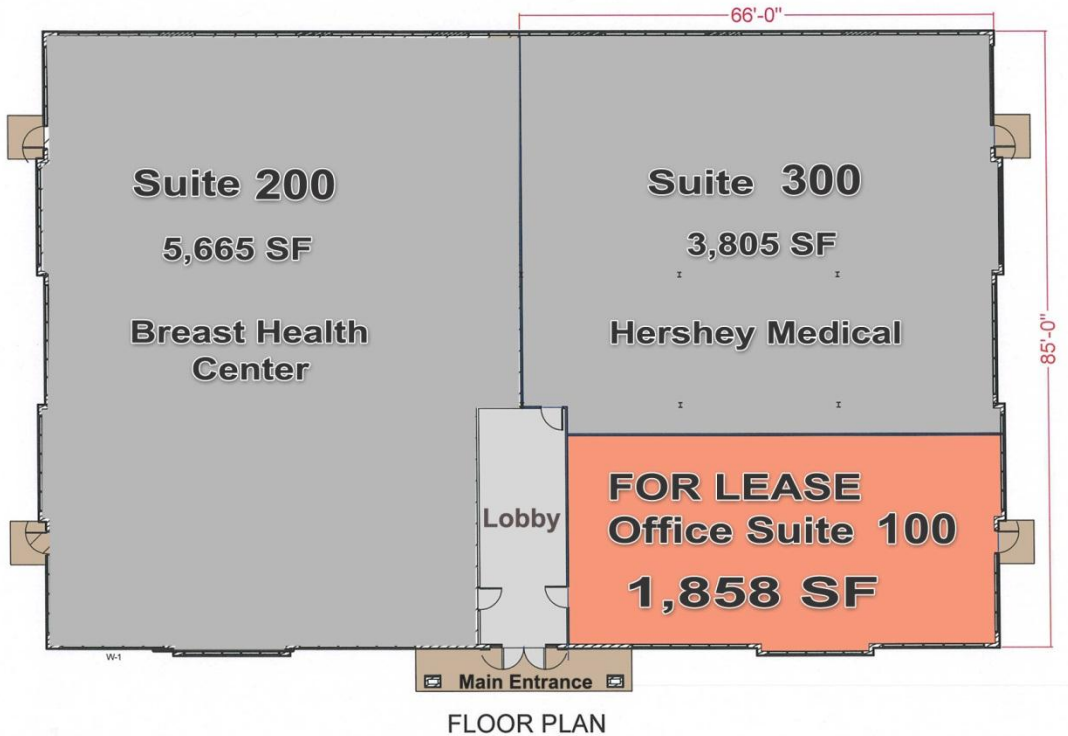 66'-0"
Suite 200
5,665 SF
Breast Health
Center
Suite 300
3,805 SF
Hershey Medical
85'-0"
Lobby
FOR LEASE
Office Suite 100
1,858 SF
W-1
Main Entrance
FLOOR PLAN